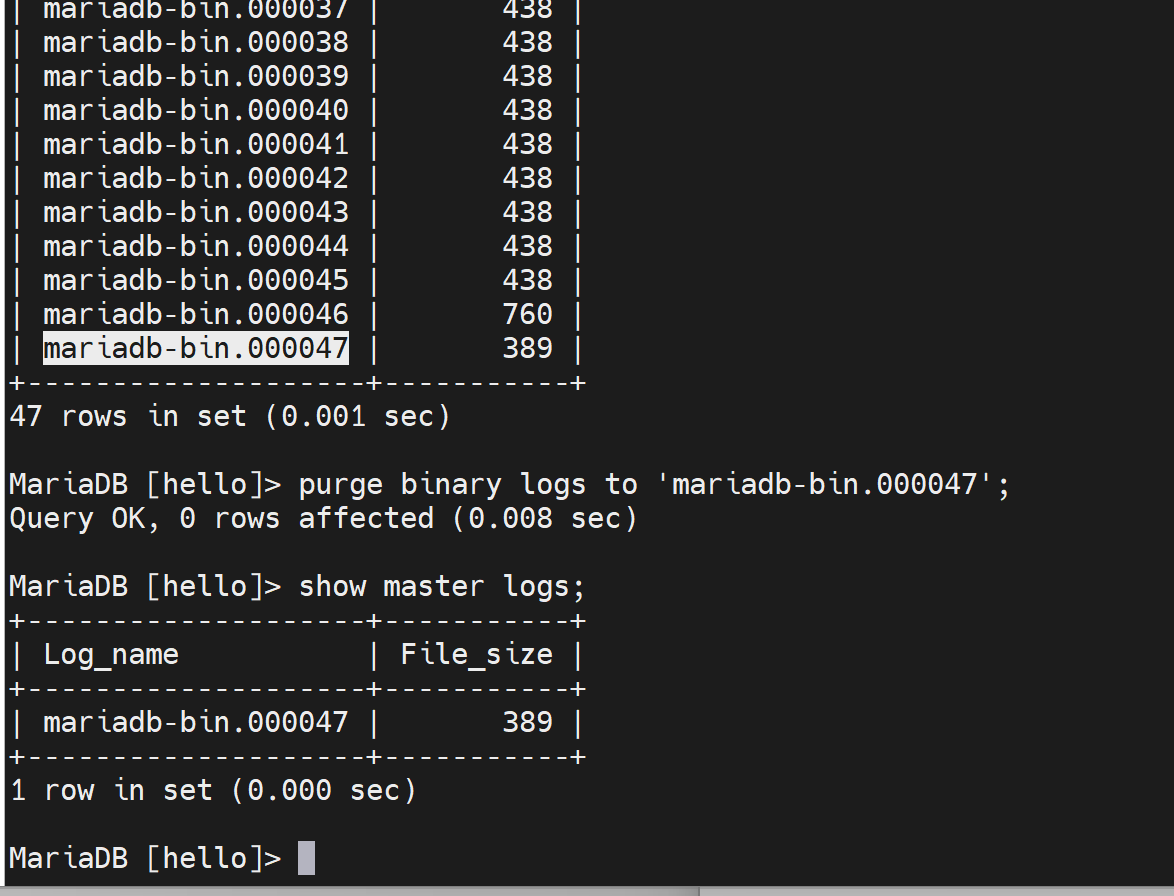 | mariadb-bin.000037 |       438 |
| mariadb-bin.000038 |       438 |
| mariadb-bin.000039 |       438 |
| mariadb-bin.000040 |       438 |
| mariadb-bin.000041 |       438 |
| mariadb-bin.000042 |       438 |
| mariadb-bin.000043 |       438 |
| mariadb-bin.000044 |       438 |
| mariadb-bin.000045 |       438 |
| mariadb-bin.000046 |       760 |
| mariadb-bin.000047 |       389 |
+--------------------+-----------+
47 rows in set (0.001 sec)

MariaDB [hello]> purge binary logs to 'mariadb-bin.000047';
Query OK, 0 rows affected (0.008 sec)

MariaDB [hello]> show master logs;
+--------------------+-----------+
| Log_name           | File_size |
+--------------------+-----------+
| mariadb-bin.000047 |       389 |
+--------------------+-----------+
1 row in set (0.000 sec)

MariaDB [hello]>